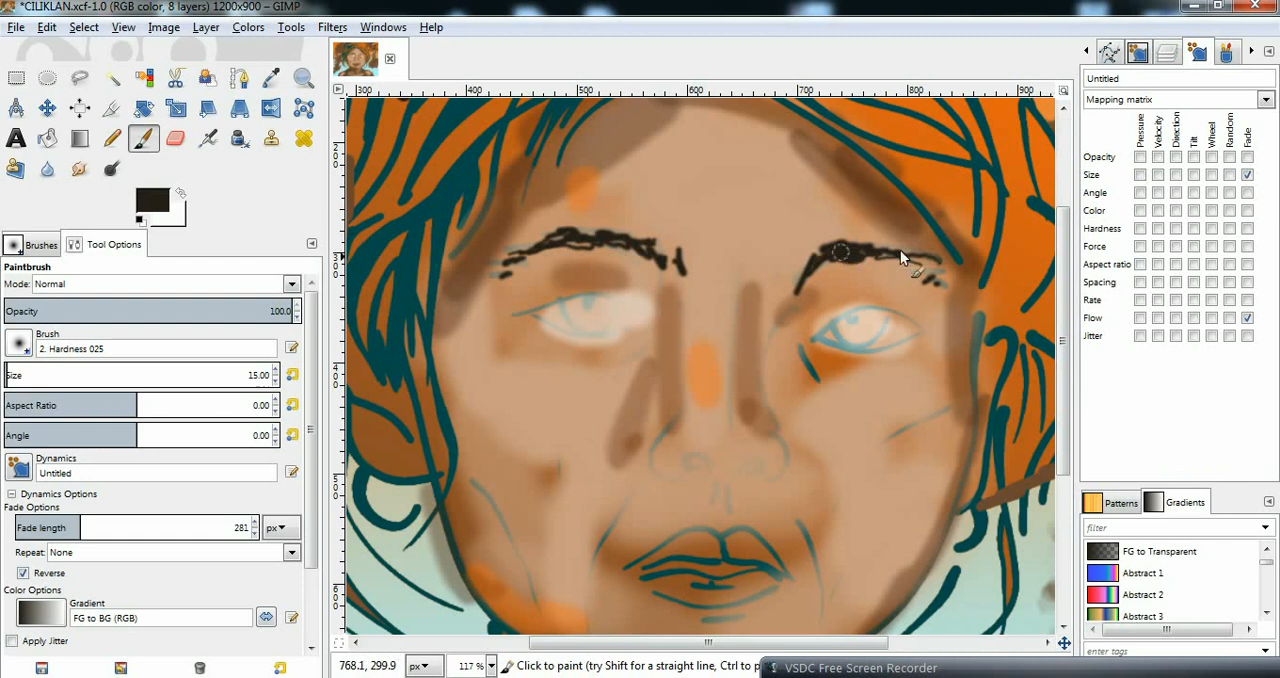 *CILIKLAN.xcf-1.0 (RGB color, 8 layers) 1200x900 – GIMP
File Edit Select View Image Layer Colors Tools Filters Windows Help
300 400 500 600 700 800 900
Brushes Tool Options
Paintbrush
Mode: Normal
Opacity 100.0
Brush
2. Hardness 025
Size 15.00
Aspect Ratio 0.00
Angle 0.00
Dynamics
Untitled
Dynamics Options
Fade Options
Fade length 281 px
Repeat: None
Reverse
Color Options
Gradient
FG to BG (RGB)
Apply Jitter
768.1, 299.9 px 117 % Click to paint (try Shift for a straight line, Ctrl to p
VSDC Free Screen Recorder
Untitled
Mapping matrix
Pressure Velocity Direction Tilt Wheel Random Fade
Opacity
Size
Angle
Color
Hardness
Force
Aspect ratio
Spacing
Rate
Flow
Jitter
Patterns Gradients
filter
FG to Transparent
Abstract 1
Abstract 2
Abstract 3
enter tags